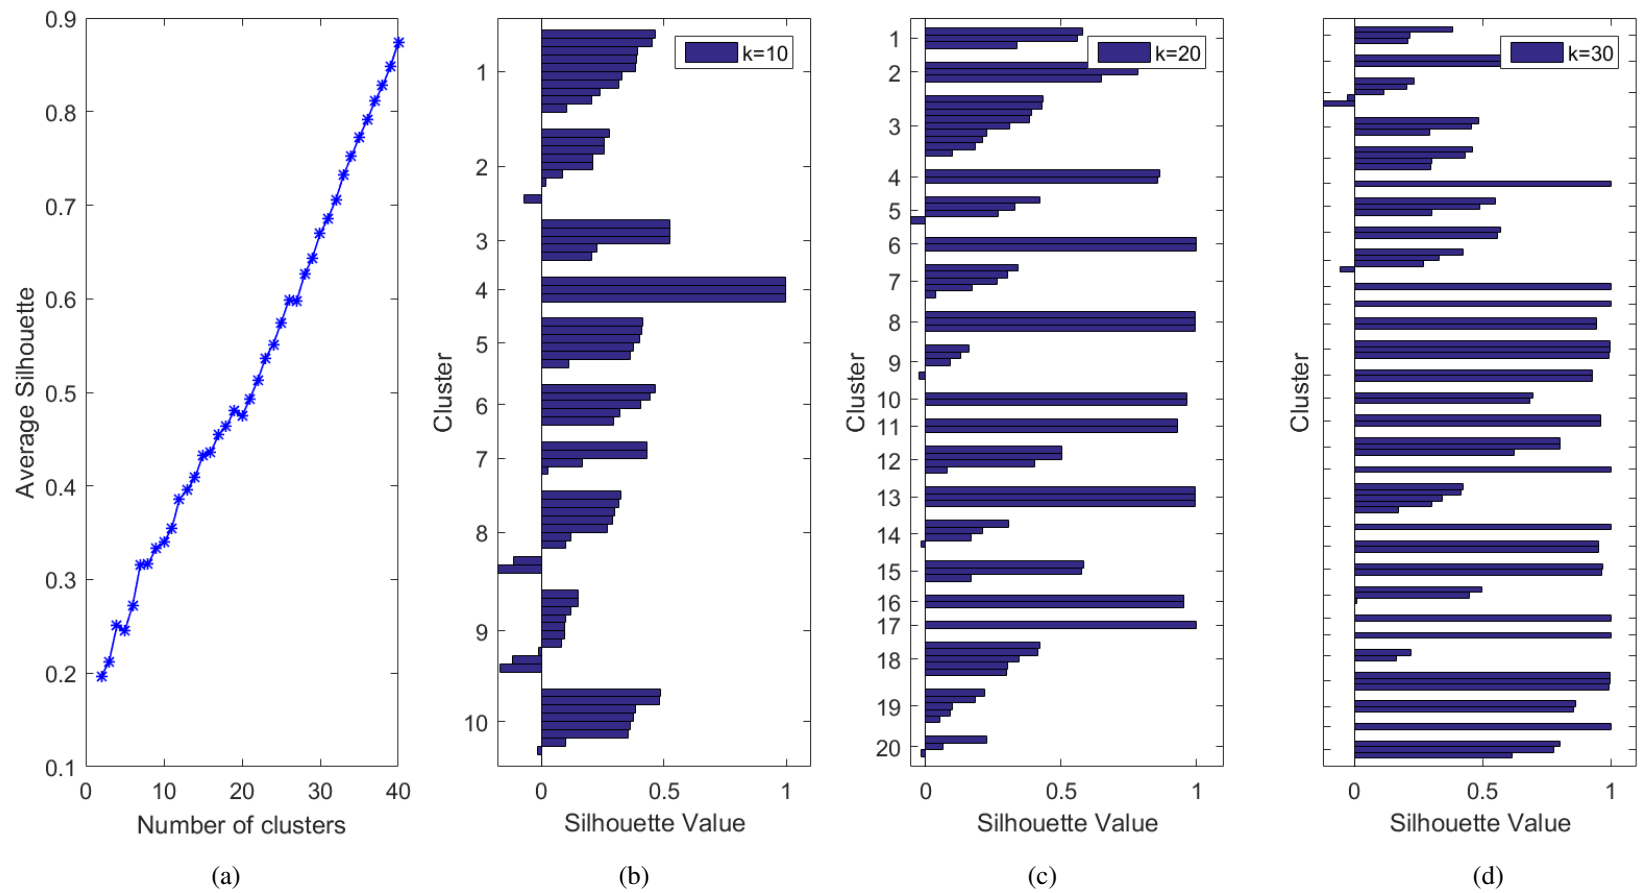 0.9
0.8
0.7
0.6
0.5
0.4
0.3
0.2
0.1
0 10 20 30 40
Average Silhouette
Number of clusters
(a)
k=10
1
2
3
4
5
6
7
8
9
10
Cluster
0 0.5 1
Silhouette Value
(b)
k=20
1
2
3
4
5
6
7
8
9
10
11
12
13
14
15
16
17
18
19
20
Cluster
0 0.5 1
Silhouette Value
(c)
k=30
Cluster
0 0.5 1
Silhouette Value
(d)